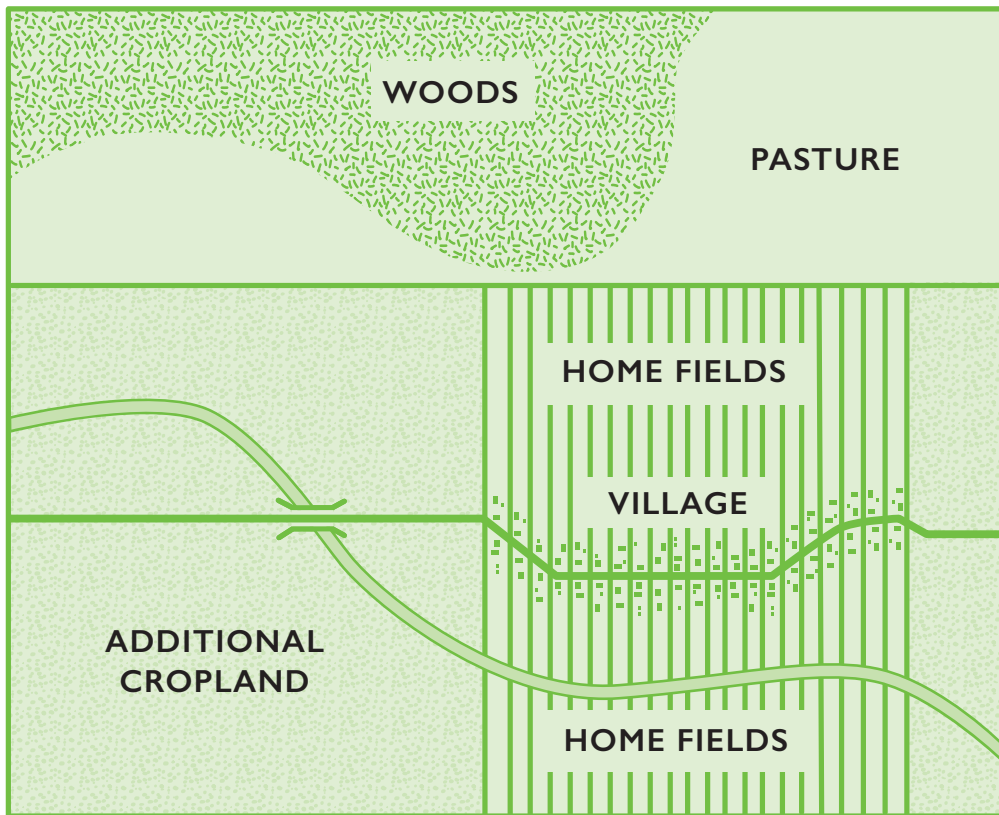 WOODS
PASTURE
HOME FIELDS
VILLAGE
ADDITIONAL
CROPLAND
HOME FIELDS